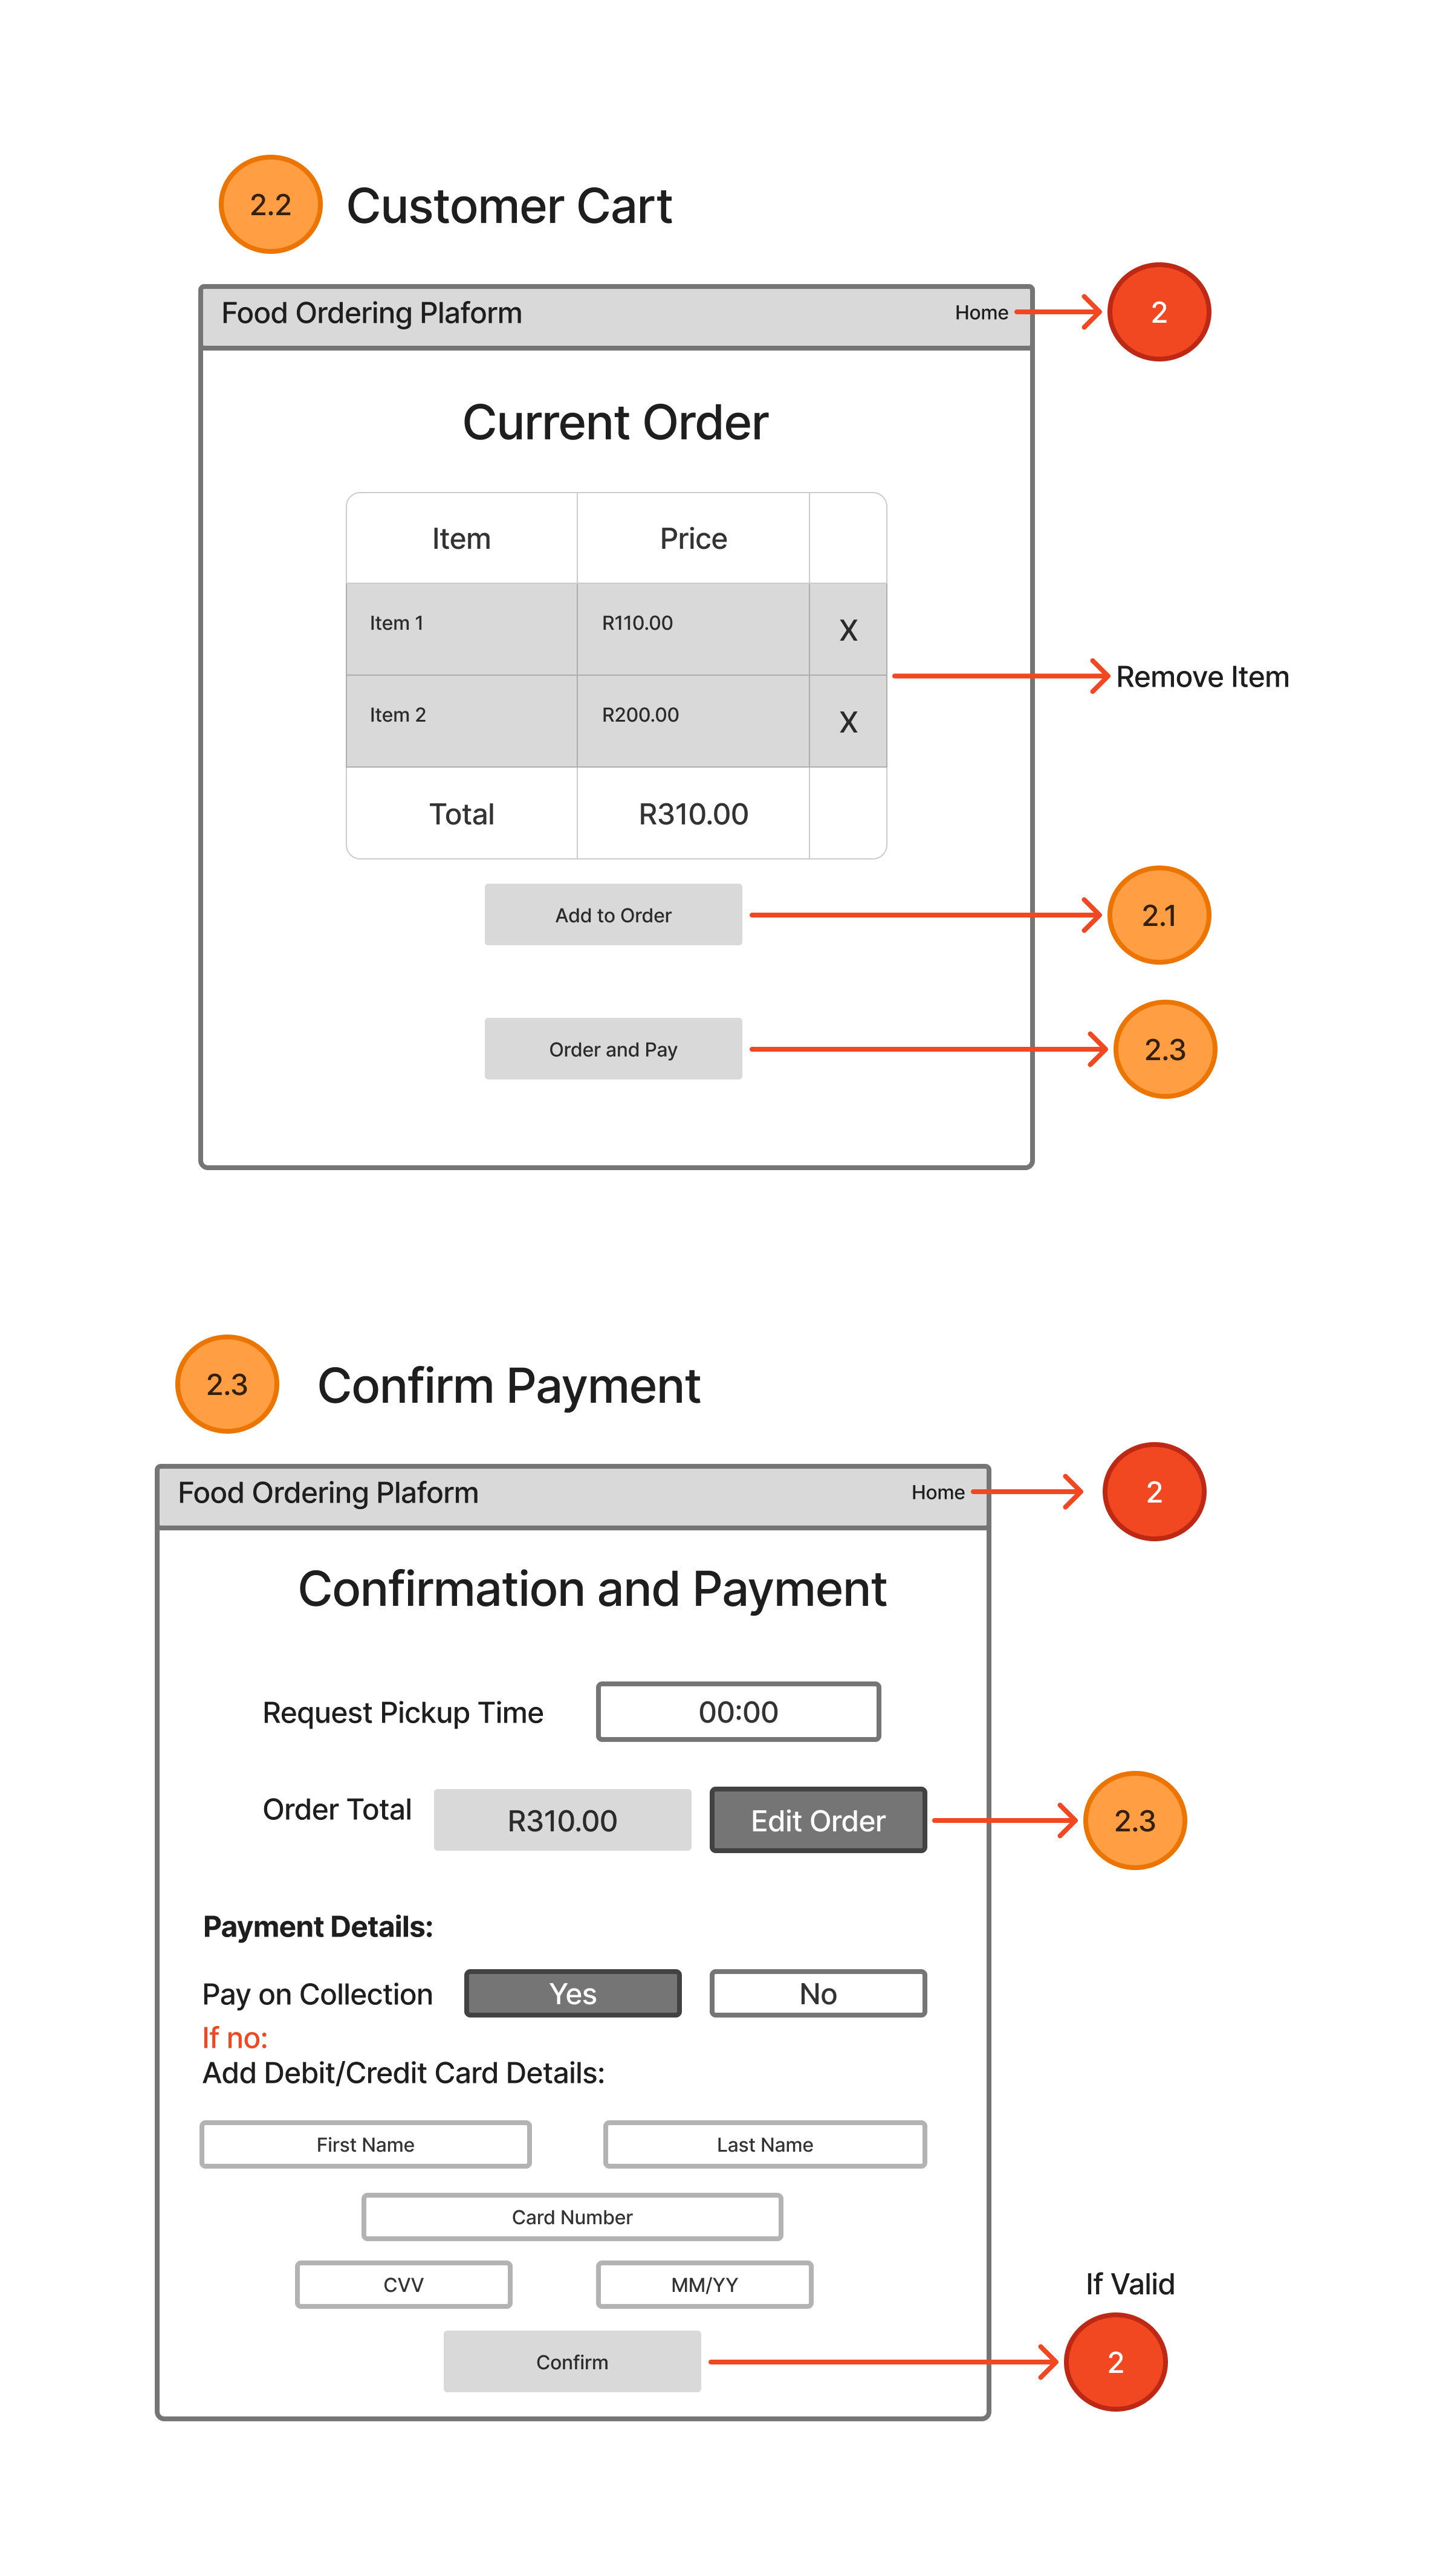 2.2
Customer Cart
Food Ordering Plaform
Home
2
Current Order
Item Price
Item 1 R110.00 X
Remove Item
Item 2 R200.00 X
Total R310.00
Add to Order
2.1
Order and Pay
2.3
2.3
Confirm Payment
Food Ordering Plaform
Home
2
Confirmation and Payment
Request Pickup Time 00:00
Order Total R310.00 Edit Order
2.3
Payment Details:
Pay on Collection Yes No
If no:
Add Debit/Credit Card Details:
First Name Last Name
Card Number
CVV MM/YY
If Valid
Confirm
2